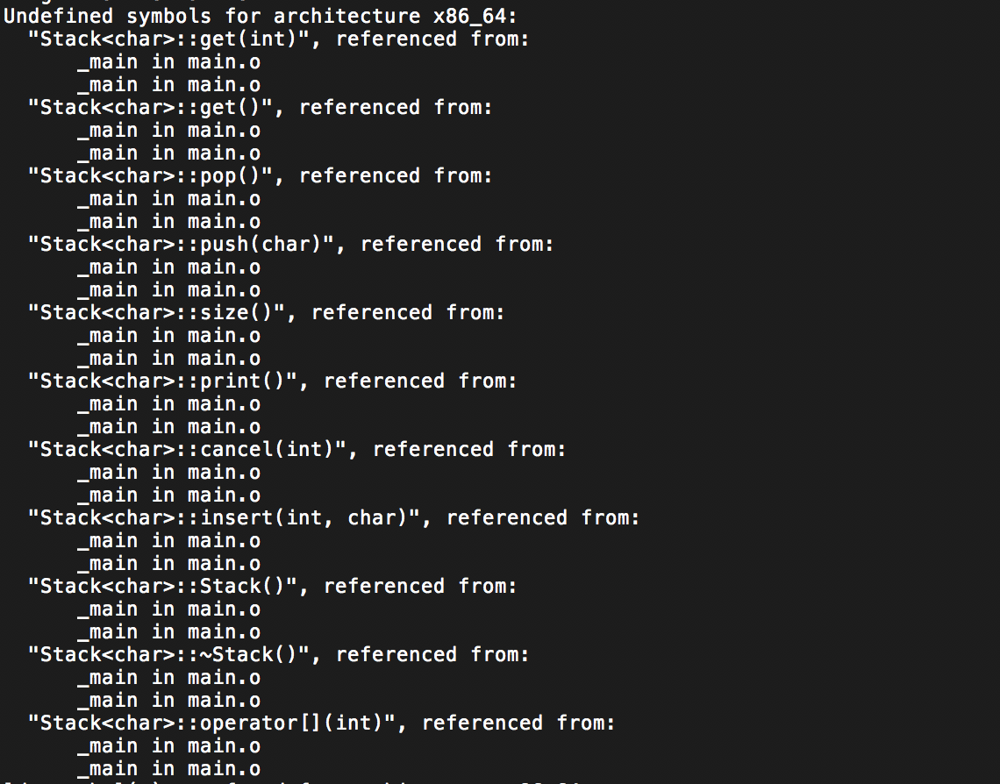 Undefined symbols for architecture x86_64:
"Stack<char>::get(int)", referenced from:
_main in main.o
_main in main.o
"Stack<char>::get()", referenced from:
_main in main.o
_main in main.o
"Stack<char>::pop()", referenced from:
_main in main.o
_main in main.o
"Stack<char>::push(char)", referenced from:
_main in main.o
_main in main.o
"Stack<char>::size()", referenced from:
_main in main.o
_main in main.o
"Stack<char>::print()", referenced from:
_main in main.o
_main in main.o
"Stack<char>::cancel(int)", referenced from:
_main in main.o
_main in main.o
"Stack<char>::insert(int, char)", referenced from:
_main in main.o
_main in main.o
"Stack<char>::Stack()", referenced from:
_main in main.o
_main in main.o
"Stack<char>::~Stack()", referenced from:
_main in main.o
_main in main.o
"Stack<char>::operator[](int)", referenced from:
_main in main.o
_main in main.o